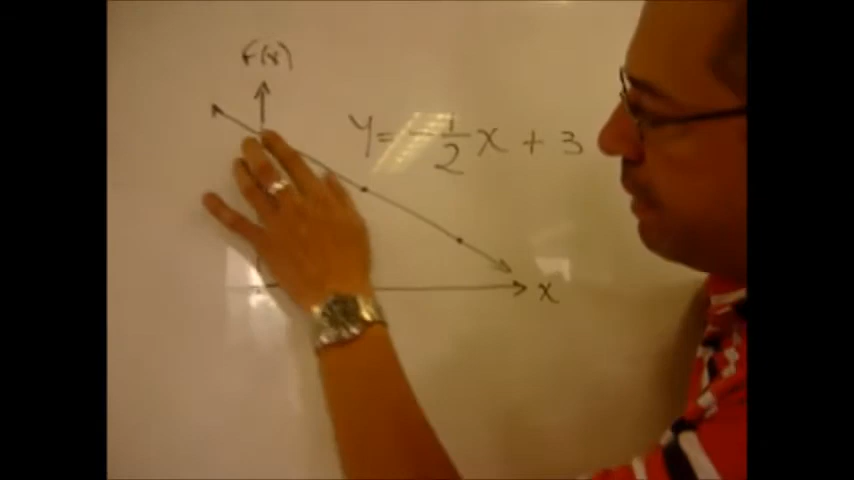 f(x)
y = -1/2 x + 3
x